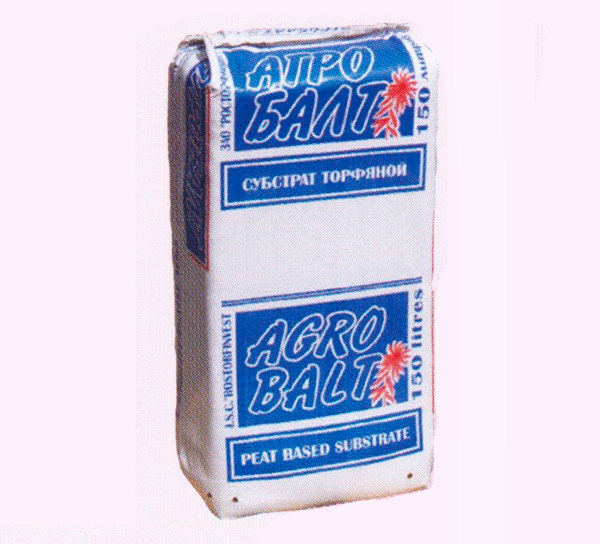 АГРО
БАЛТ
150 литров
СУБСТРАТ ТОРФЯНОЙ
AGRO
BALT
J.S.C. "ROSTORFINVEST
150 litres
PEAT BASED SUBSTRATE